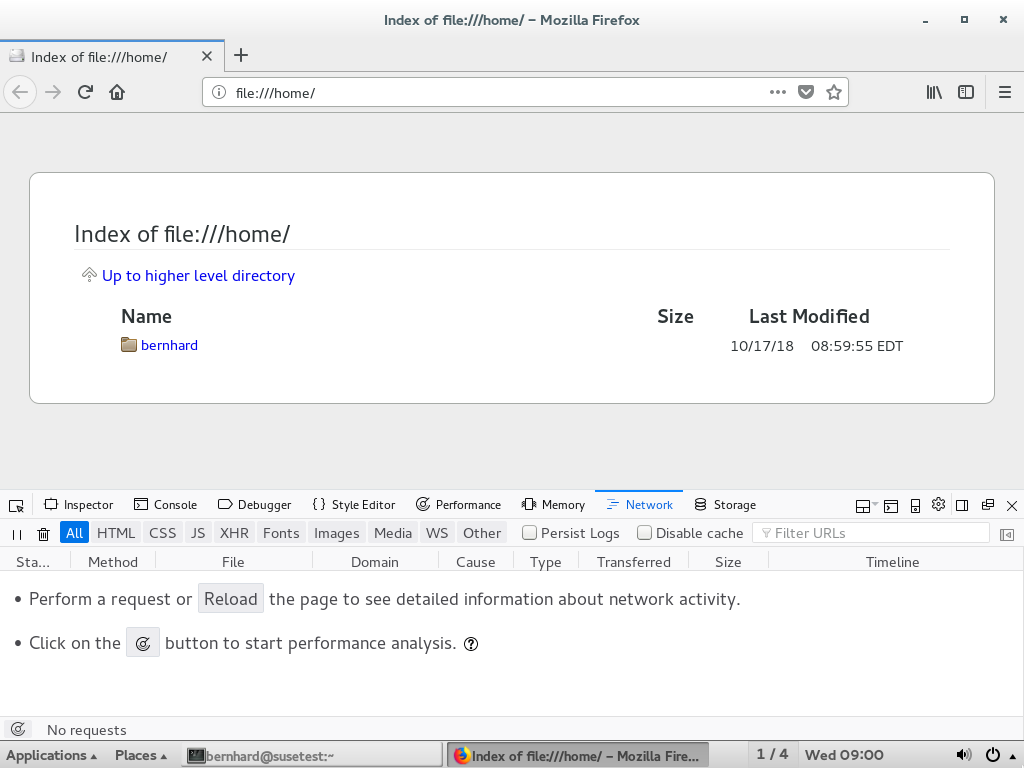 Index of file:///home/ – Mozilla Firefox
Index of file:///home/
file:///home/
Index of file:///home/
Up to higher level directory
Name Size Last Modified
bernhard 10/17/18 08:59:55 EDT
Inspector Console Debugger Style Editor Performance Memory Network Storage
All HTML CSS JS XHR Fonts Images Media WS Other Persist Logs Disable cache Filter URLs
Sta... Method File Domain Cause Type Transferred Size Timeline
• Perform a request or Reload the page to see detailed information about network activity.
• Click on the button to start performance analysis.
No requests
Applications Places bernhard@susetest:~ Index of file:///home/ – Mozilla Fire... 1 / 4 Wed 09:00